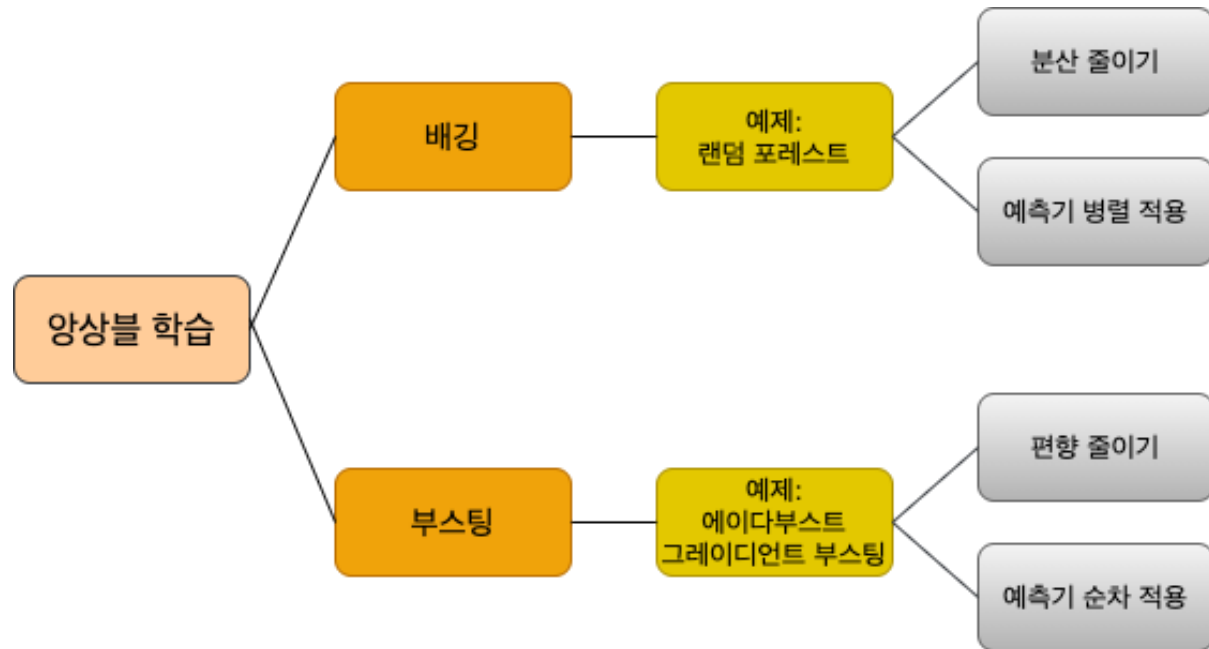 앙상블 학습
배깅
예제:
랜덤 포레스트
분산 줄이기
예측기 병렬 적용
부스팅
예제:
에이다부스트
그레이디언트 부스팅
편향 줄이기
예측기 순차 적용